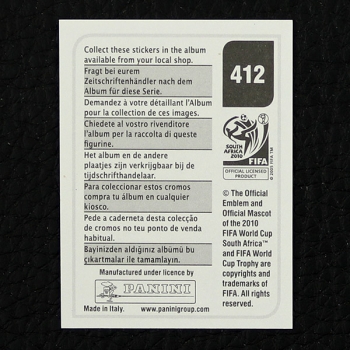 Collect these stickers in the album
available from your local shop.
Fragt bei eurem
Zeitschriftenhändler nach dem
Album für diese Serie.
Demandez à votre détaillant l'Album
pour la collection de ces images.
Chiedete al vostro rivenditore
l'album per la raccolta di queste
figurine.
Het album en de andere
plaatjes zijn verkrijgbaar bij de
tijdschrifthandelaar.
Para coleccionar estos cromos
compra tu álbum en cualquier
kiosco.
Pede a caderneta desta colecção
de cromos no teu ponto de venda
habitual.
Bayinizden aldığınız albümü bu
çıkartmalar ile tamamlayın.
Manufactured under licence by
PANINI
Made in Italy. www.paninigroup.com
412
SOUTH AFRICA
2010
FIFA
© 2005 FIFA TM
OFFICIAL LICENSED
PRODUCT
© The Official
Emblem and
Official Mascot
of the 2010
FIFA World Cup
South Africa™
and FIFA World
Cup Trophy are
copyrights and
trademarks of
FIFA. All rights
reserved.